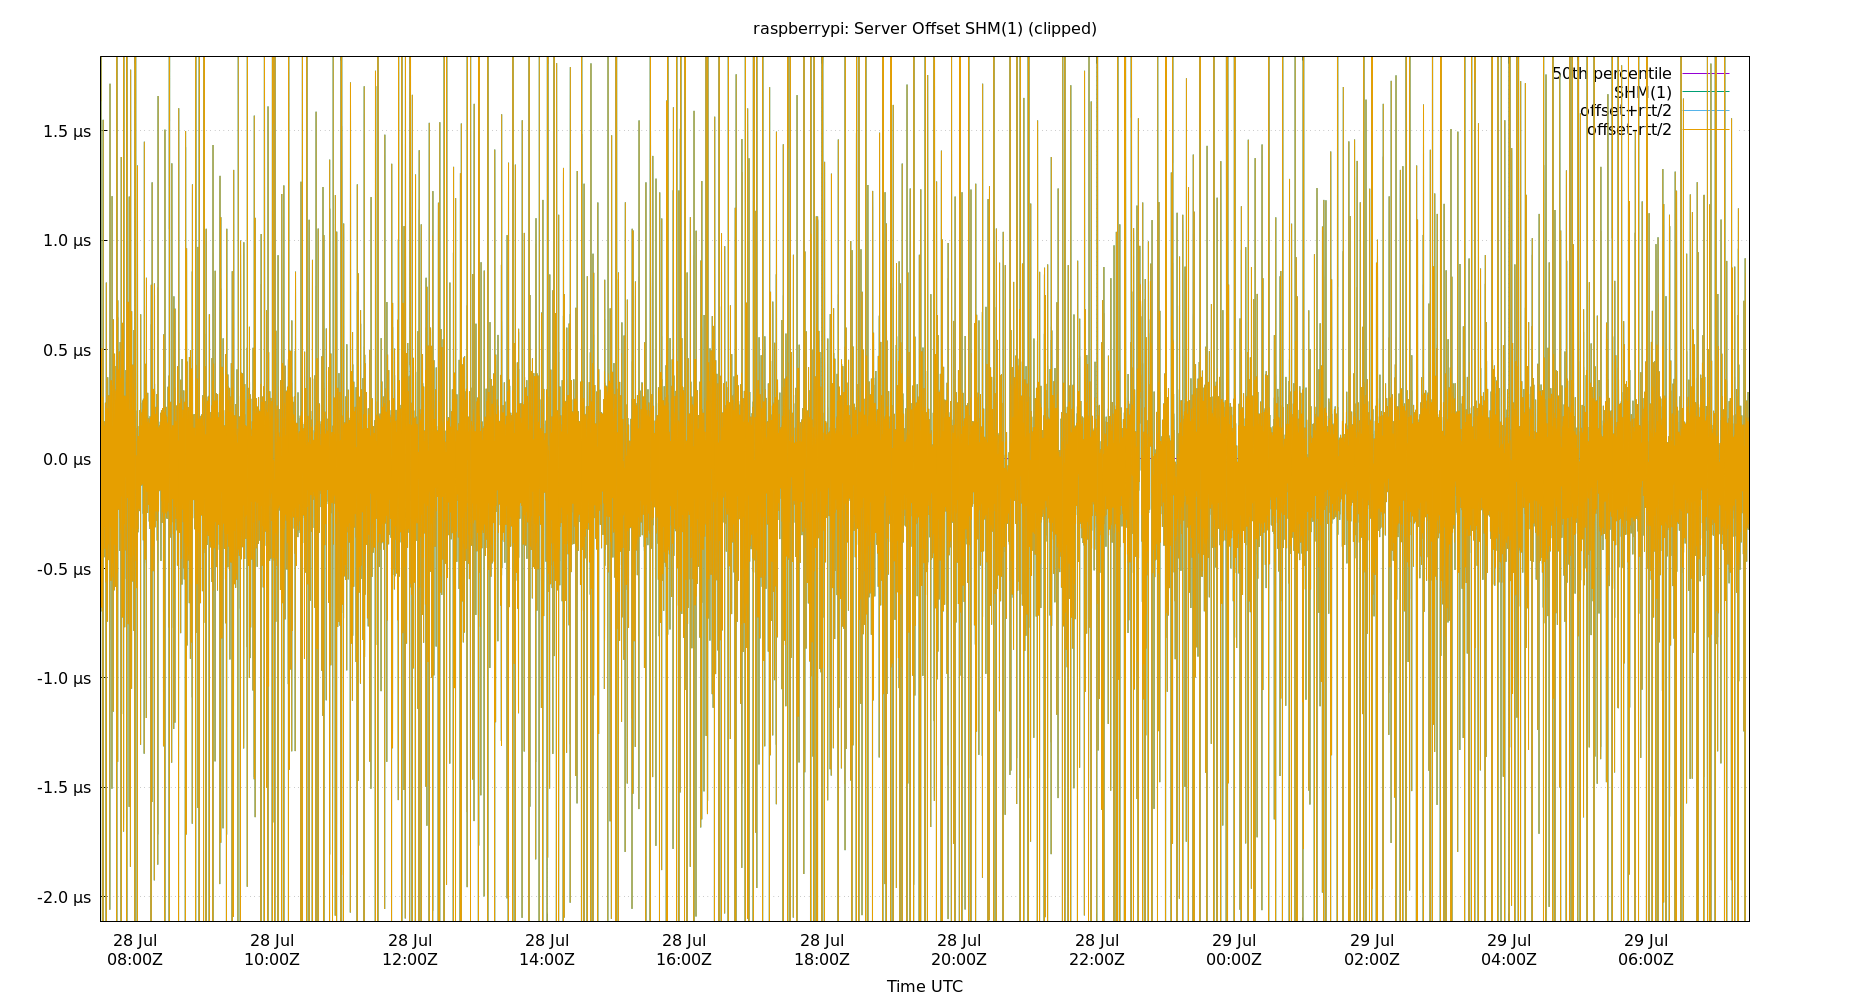 raspberrypi: Server Offset SHM(1) (clipped)
50th percentile
SHM(1)
offset+rtt/2
offset-rtt/2
1.5 µs
1.0 µs
0.5 µs
0.0 µs
-0.5 µs
-1.0 µs
-1.5 µs
-2.0 µs
28 Jul 28 Jul 28 Jul 28 Jul 28 Jul 28 Jul 28 Jul 28 Jul 29 Jul 29 Jul 29 Jul 29 Jul
08:00Z 10:00Z 12:00Z 14:00Z 16:00Z 18:00Z 20:00Z 22:00Z 00:00Z 02:00Z 04:00Z 06:00Z
Time UTC